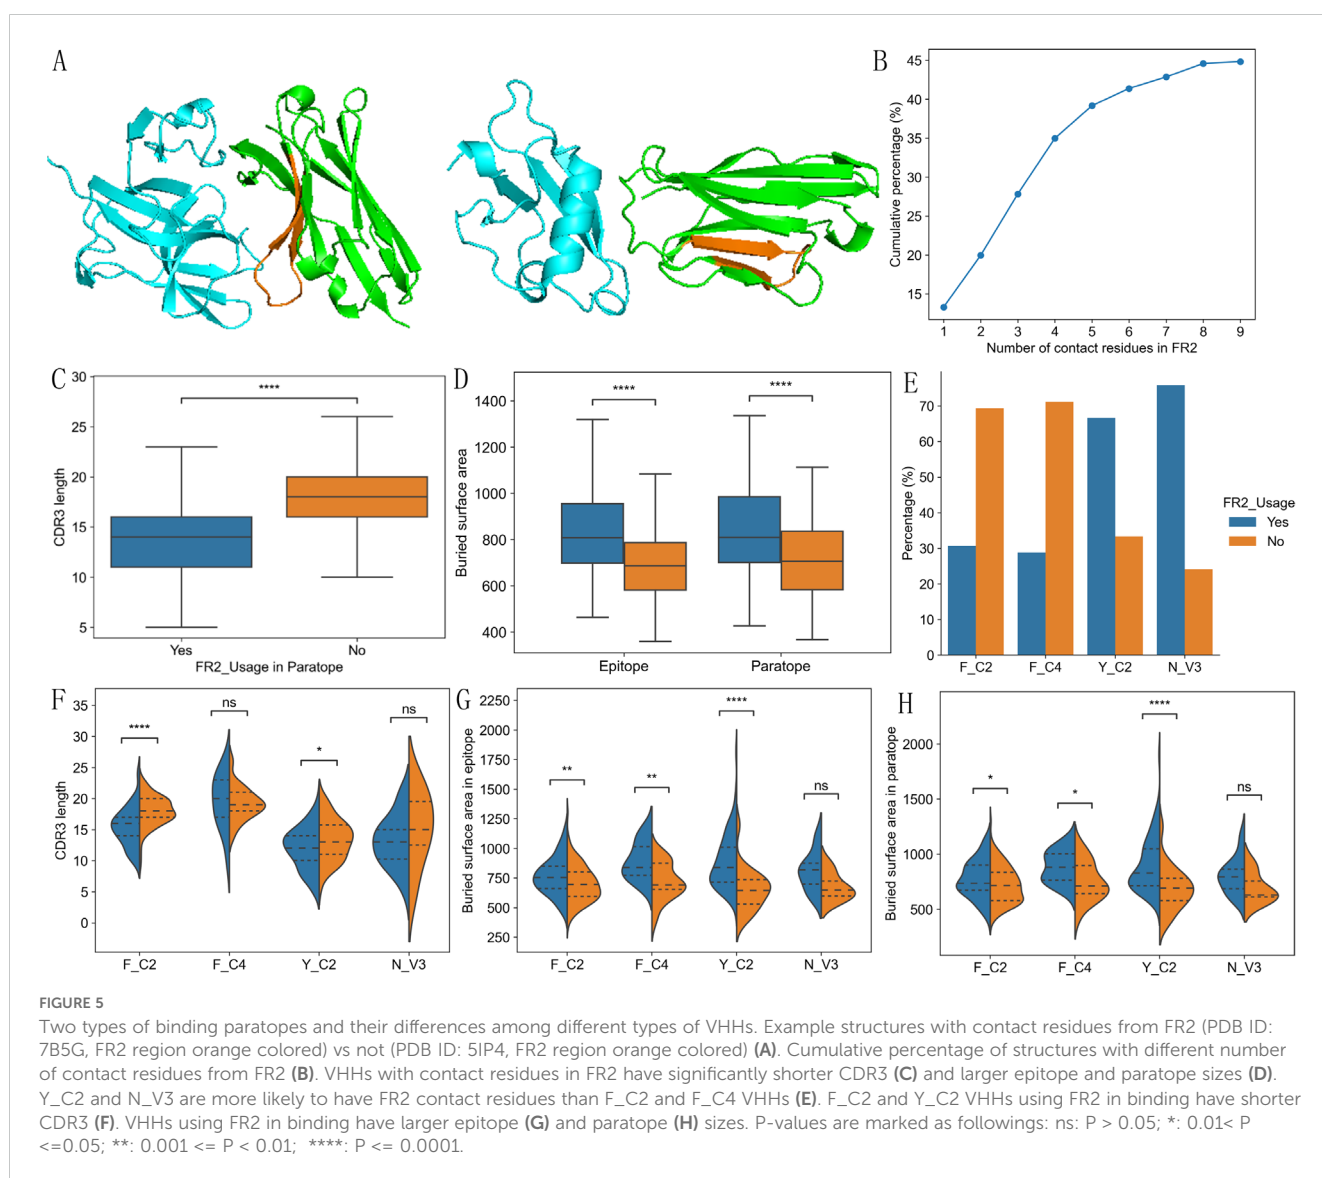 A
B
45
40
35
30
25
20
15
Cumulative percentage (%)
1 2 3 4 5 6 7 8 9
Number of contact residues in FR2
C
30
25
20
15
10
5
CDR3 length
****
Yes No
FR2_Usage in Paratope
D
1400
1200
1000
800
600
400
Buried surface area
**** ****
Epitope Paratope
E
70
60
50
40
30
20
10
0
Percentage (%)
F_C2 F_C4 Y_C2 N_V3
FR2_Usage
Yes
No
F
35
30
25
20
15
10
5
0
CDR3 length
**** ns * ns
F_C2 F_C4 Y_C2 N_V3
G
2250
2000
1750
1500
1250
1000
750
500
250
Buried surface area in epitope
** ** **** ns
F_C2 F_C4 Y_C2 N_V3
H
2000
1500
1000
500
Buried surface area in paratope
* * **** ns
F_C2 F_C4 Y_C2 N_V3
FIGURE 5
Two types of binding paratopes and their differences among different types of VHHs. Example structures with contact residues from FR2 (PDB ID:
7B5G, FR2 region orange colored) vs not (PDB ID: 5IP4, FR2 region orange colored) (A). Cumulative percentage of structures with different number
of contact residues from FR2 (B). VHHs with contact residues in FR2 have significantly shorter CDR3 (C) and larger epitope and paratope sizes (D).
Y_C2 and N_V3 are more likely to have FR2 contact residues than F_C2 and F_C4 VHHs (E). F_C2 and Y_C2 VHHs using FR2 in binding have shorter
CDR3 (F). VHHs using FR2 in binding have larger epitope (G) and paratope (H) sizes. P-values are marked as followings: ns: P > 0.05; *: 0.01< P
<=0.05; **: 0.001 <= P < 0.01; ****: P <= 0.0001.